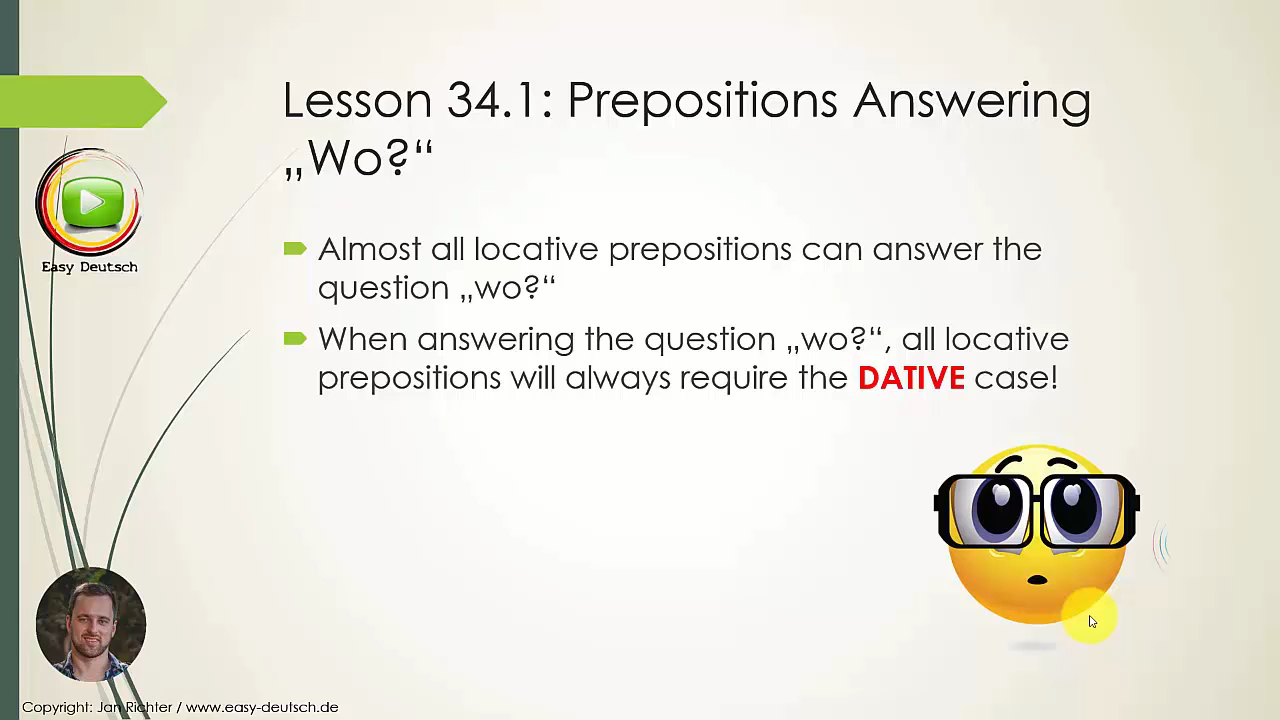 Lesson 34.1: Prepositions Answering
„Wo?“
Almost all locative prepositions can answer the
question „wo?“
When answering the question „wo?“, all locative
prepositions will always require the DATIVE case!
Easy Deutsch
Copyright: Jan Richter / www.easy-deutsch.de